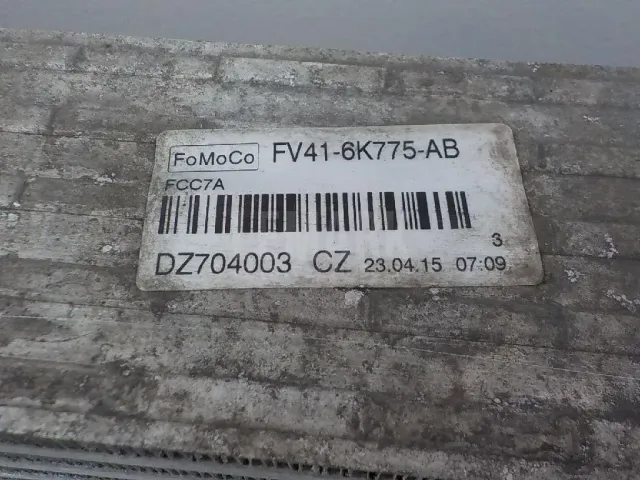 FoMoCo FV41-6K775-AB
FCC7A
3
DZ704003 CZ 23.04.15 07:09